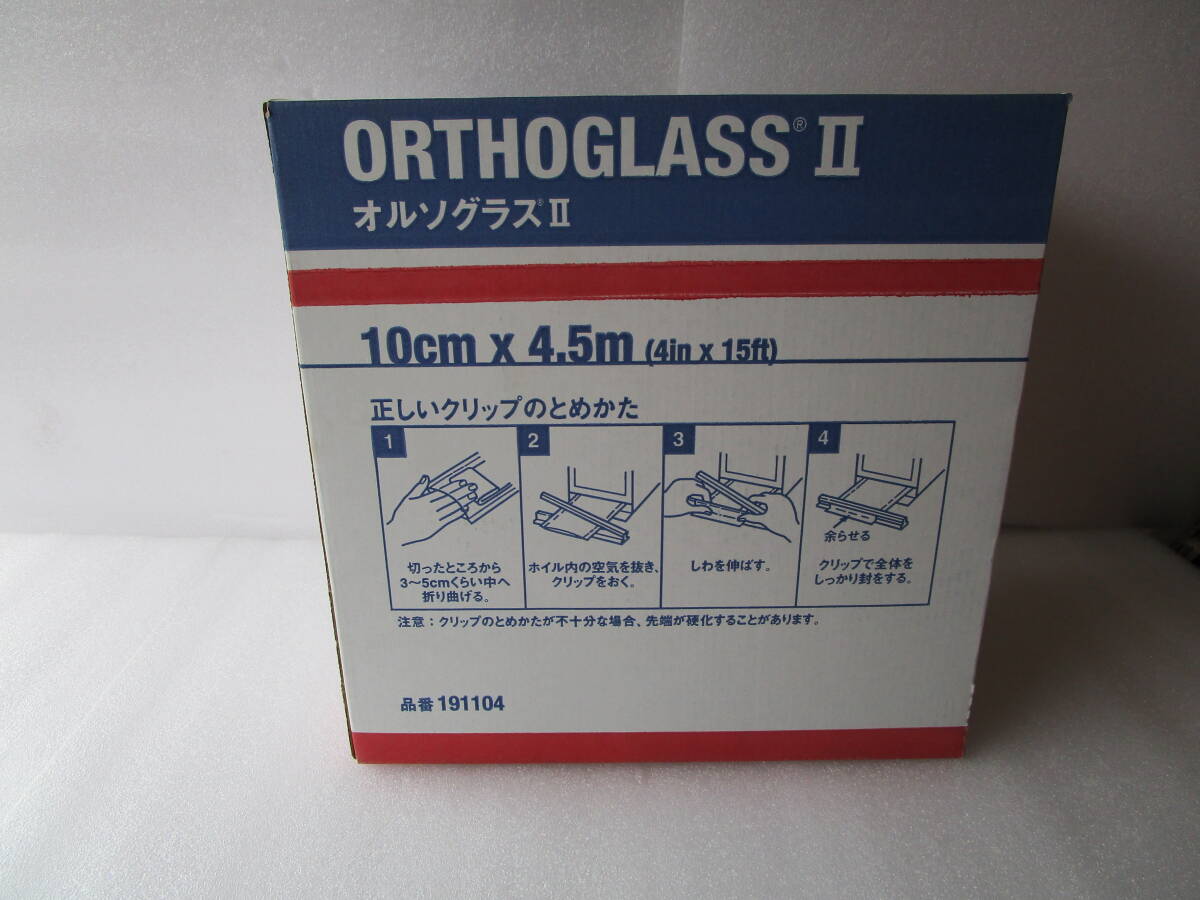 ORTHOGLASS® II
オルソグラス®II
10cm x 4.5m (4in x 15ft)
正しいクリップのとめかた
1
切ったところから
3～5cmくらい中へ
折り曲げる。
2
ホイル内の空気を抜き、
クリップをおく。
3
しわを伸ばす。
4
余らせる
クリップで全体を
しっかり封をする。
注意：クリップのとめかたが不十分な場合、先端が硬化することがあります。
品番 191104